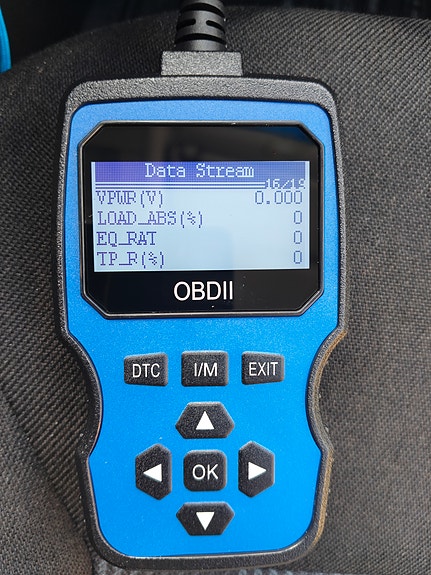 Data Stream
16/19
VPWR(V) 0.000
LOAD_ABS(%) 0
EQ_RAT 0
TP_R(%) 0
OBDII
DTC I/M EXIT
OK